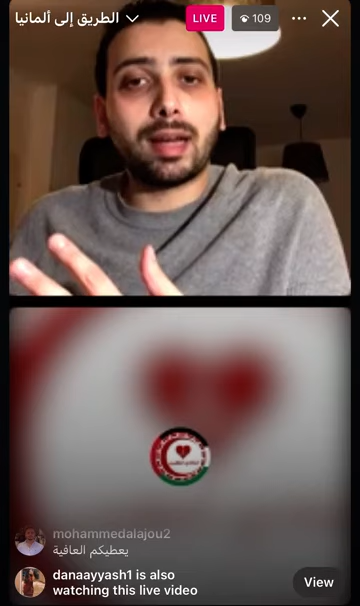 الطريق إلى ألمانيا
LIVE
109
mohammedalajou2
يعطيكم العافية
danaayyash1 is also
watching this live video
View